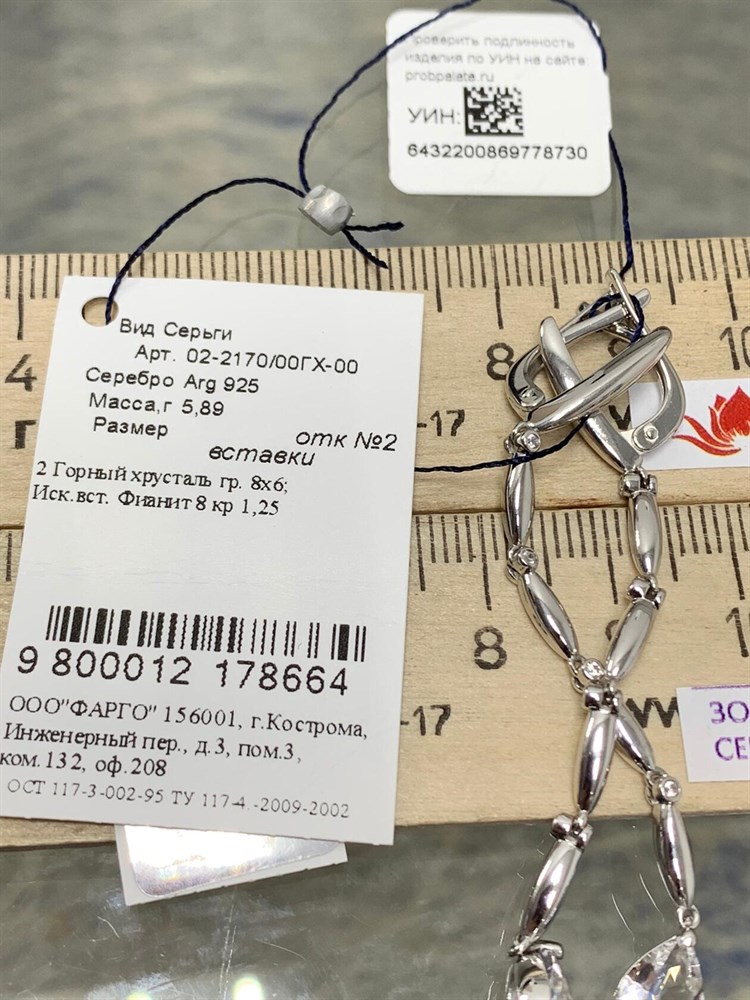 Проверить подлинность
изделия по УИН на сайте
probpalata.ru
УИН:
6432200869778730
Вид Серьги
Арт. 02-2170/00ГХ-00
Серебро Arg 925
Масса,г 5,89
Размер
отк №2
вставки
2 Горный хрусталь гр. 8х6;
Иск.вст. Фианит 8 кр 1,25
9 800012 178664
ООО"ФАРГО" 156001, г.Кострома,
Инженерный пер., д.3, пом.3,
ком.132, оф.208
ОСТ 117-3-002-95 ТУ 117-4.-2009-2002
4
8
9
-17
8
-17
ЗО
СЕ